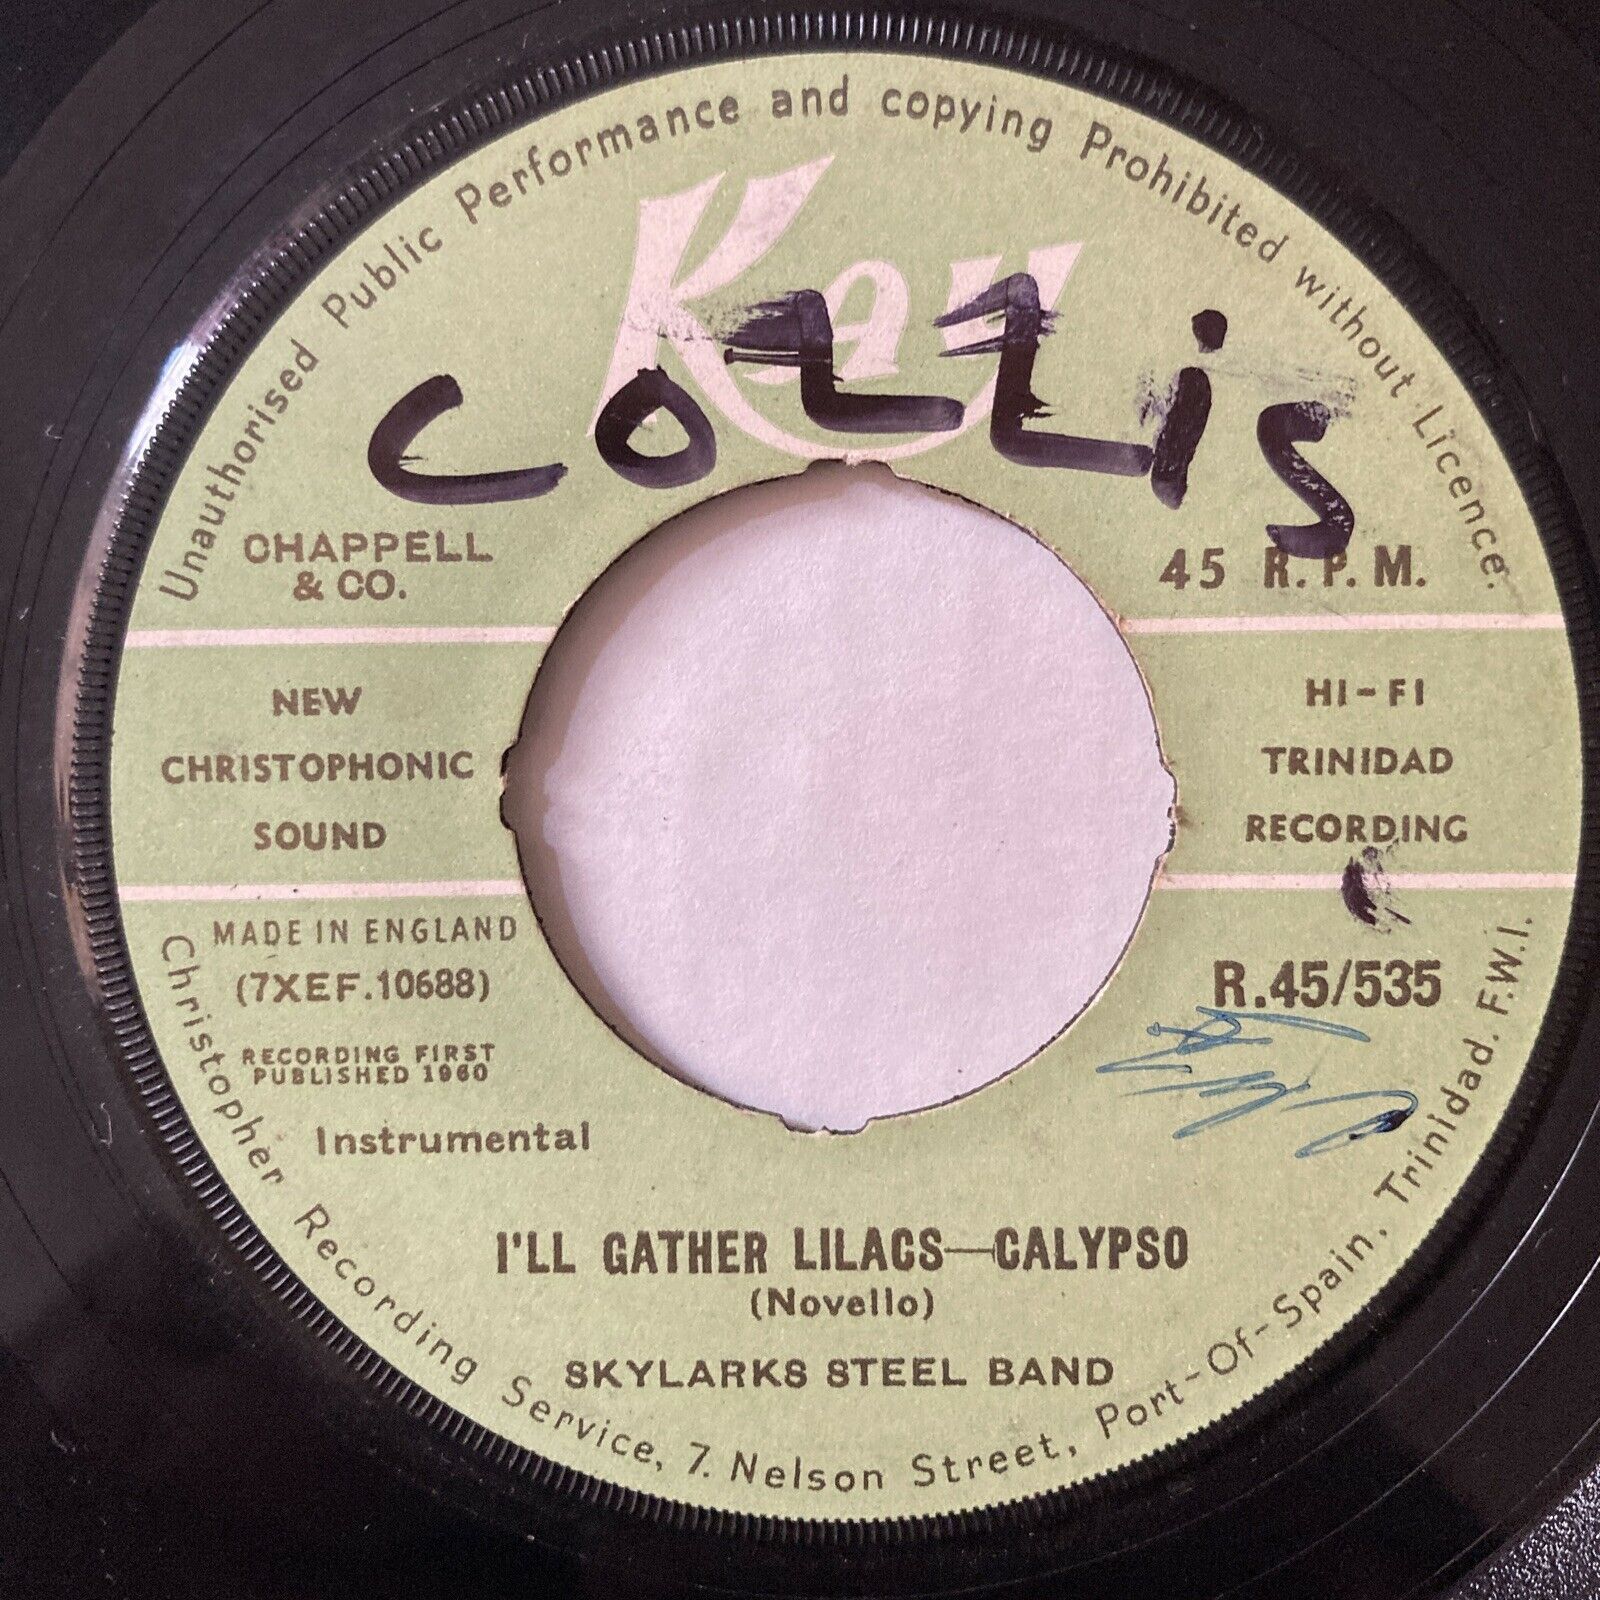 Unauthorised Public Performance and copying Prohibited without Licence.
Kay
COLLiS
CHAPPELL
& CO.
45 R.P.M.
NEW
CHRISTOPHONIC
SOUND
HI-FI
TRINIDAD
RECORDING
MADE IN ENGLAND
(7XEF.10688)
R.45/535
RECORDING FIRST
PUBLISHED 1960
Instrumental
I'LL GATHER LILACS—CALYPSO
(Novello)
SKYLARKS STEEL BAND
Christopher Recording Service, 7. Nelson Street, Port-Of-Spain, Trinidad. F.W.I.